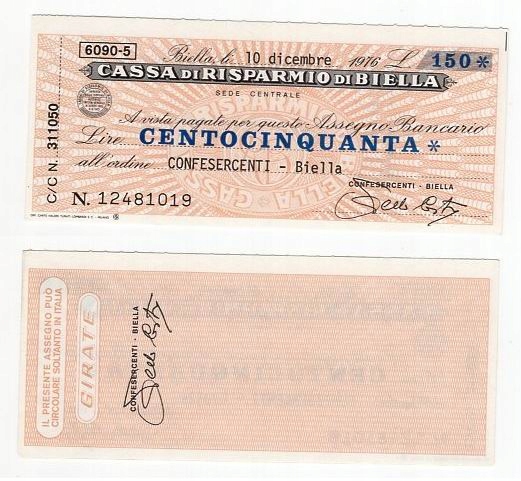 6090-5
Biella, lì 10 dicembre 1976 L. 150 *
CASSA DI RISPARMIO DI BIELLA
SEDE CENTRALE
A vista pagate per questo Assegno Bancario
Lire CENTOCINQUANTA *
all'ordine CONFESERCENTI - Biella
C/C N. 311050
CONFESERCENTI - BIELLA
N. 12481019
IL PRESENTE ASSEGNO PUÒ
CIRCOLARE SOLTANTO IN ITALIA
GIRATE
CONFESERCENTI - BIELLA